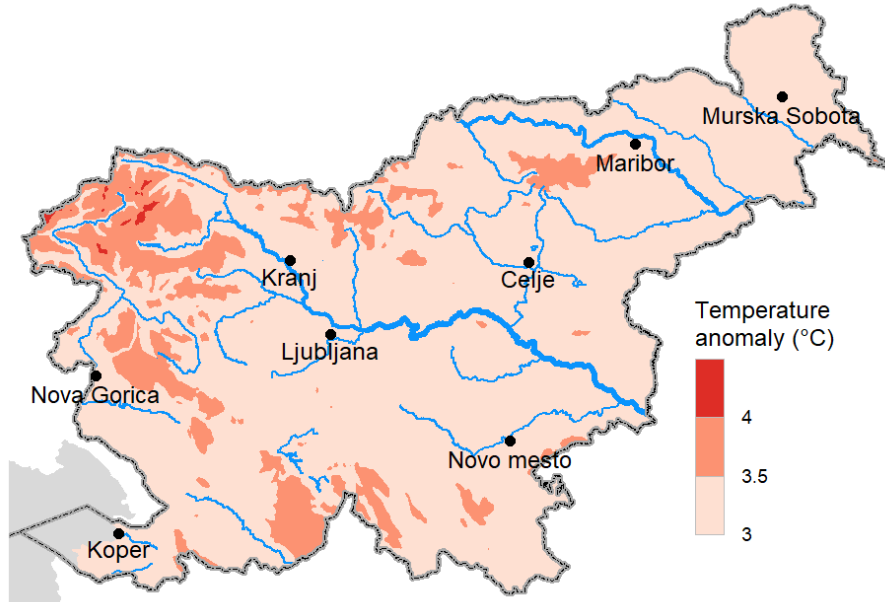 Murska Sobota
Maribor
Kranj
Celje
Ljubljana
Nova Gorica
Novo mesto
Koper
Temperature
anomaly (°C)
4
3.5
3